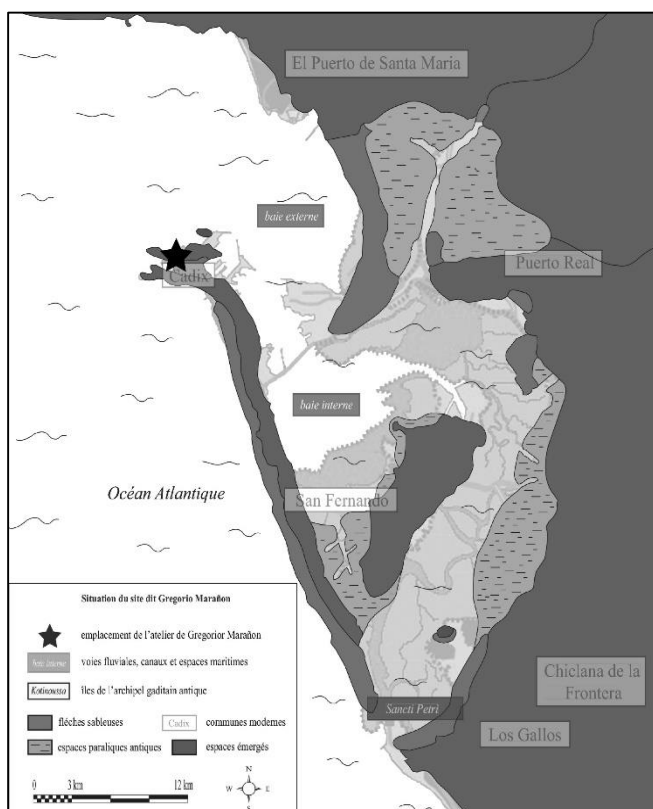 El Puerto de Santa Maria
baie externe
Puerto Real
Cadix
baie interne
Océan Atlantique
San Fernando
Situation du site dit Gregorio Marañon
emplacement de l'atelier de Gregorior Marañon
baie interne
voies fluviales, canaux et espaces maritimes
Kotinoussa
îles de l'archipel gaditain antique
flêches sableuses
Cadix
communes modernes
espaces paraliques antiques
espaces émergés
0 3 km 12 km
N
W E
S
Sancti Petri
Chiclana de la
Frontera
Los Gallos